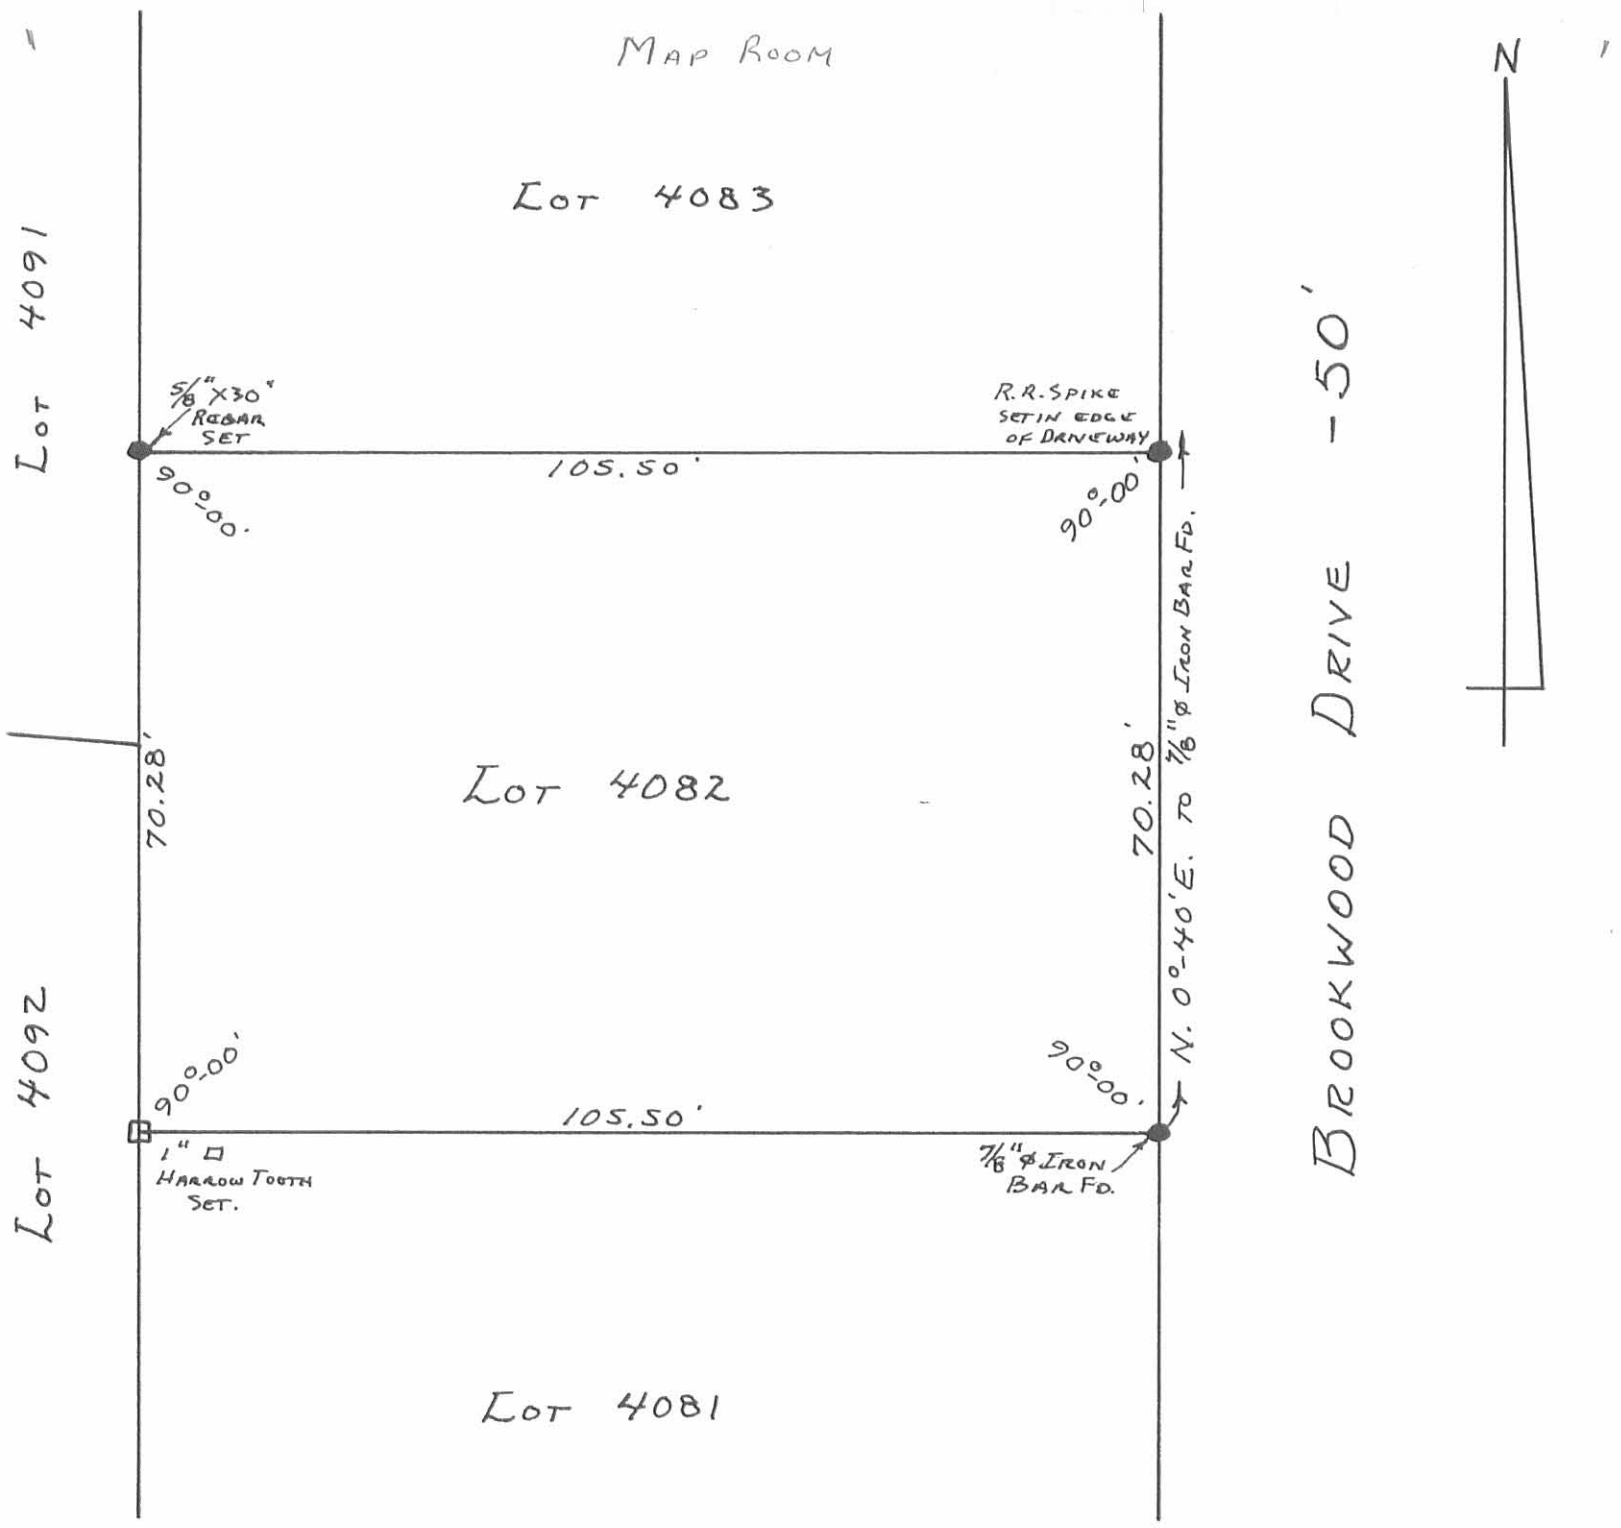 MAP ROOM
N
LOT 4083
LOT 4091
5/8"X30"
REBAR
SET
R.R. SPIKE
SET IN EDGE
OF DRIVEWAY
105.50'
90°-00'
90°-00'
BROOKWOOD DRIVE -50'
N. 0°-40'E. TO 7/8"ø IRON BAR FD.
70.28'
LOT 4082
70.28'
LOT 4092
90°-00'
90°-00'
105.50'
1" □
HARROW TOOTH
SET.
7/8"ø IRON
BAR FD.
LOT 4081